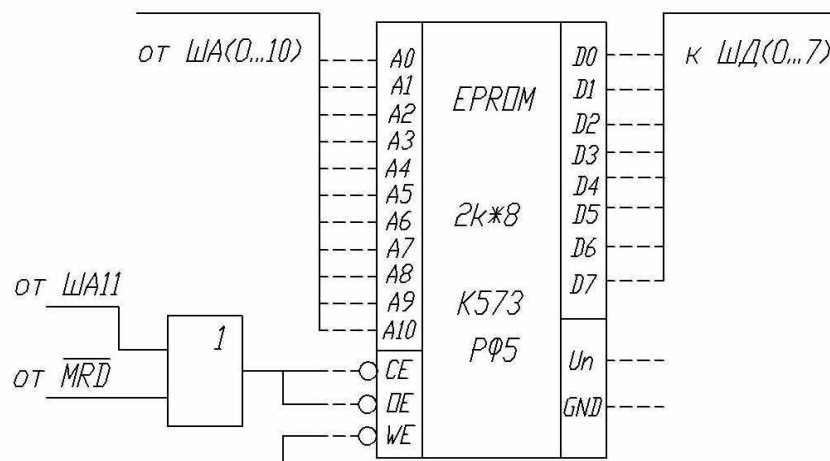 от ША(0...10)
A0
A1
A2
A3
A4
A5
A6
A7
A8
A9
A10
EPROM
2k*8
К573
РФ5
D0
D1
D2
D3
D4
D5
D6
D7
к ШД(0...7)
от ША11
1
от MRD
CE
OE
WE
Un
GND